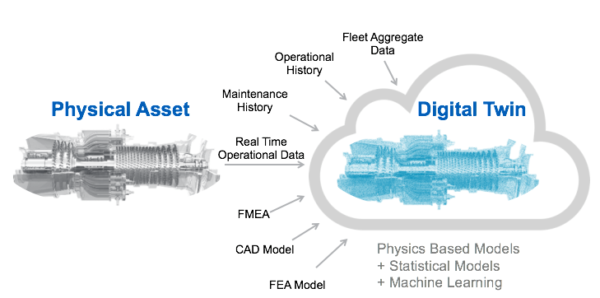 Fleet Aggregate
Data
Operational
History
Maintenance
History
Physical Asset
Digital Twin
Real Time
Operational Data
FMEA
CAD Model
FEA Model
Physics Based Models
+ Statistical Models
+ Machine Learning